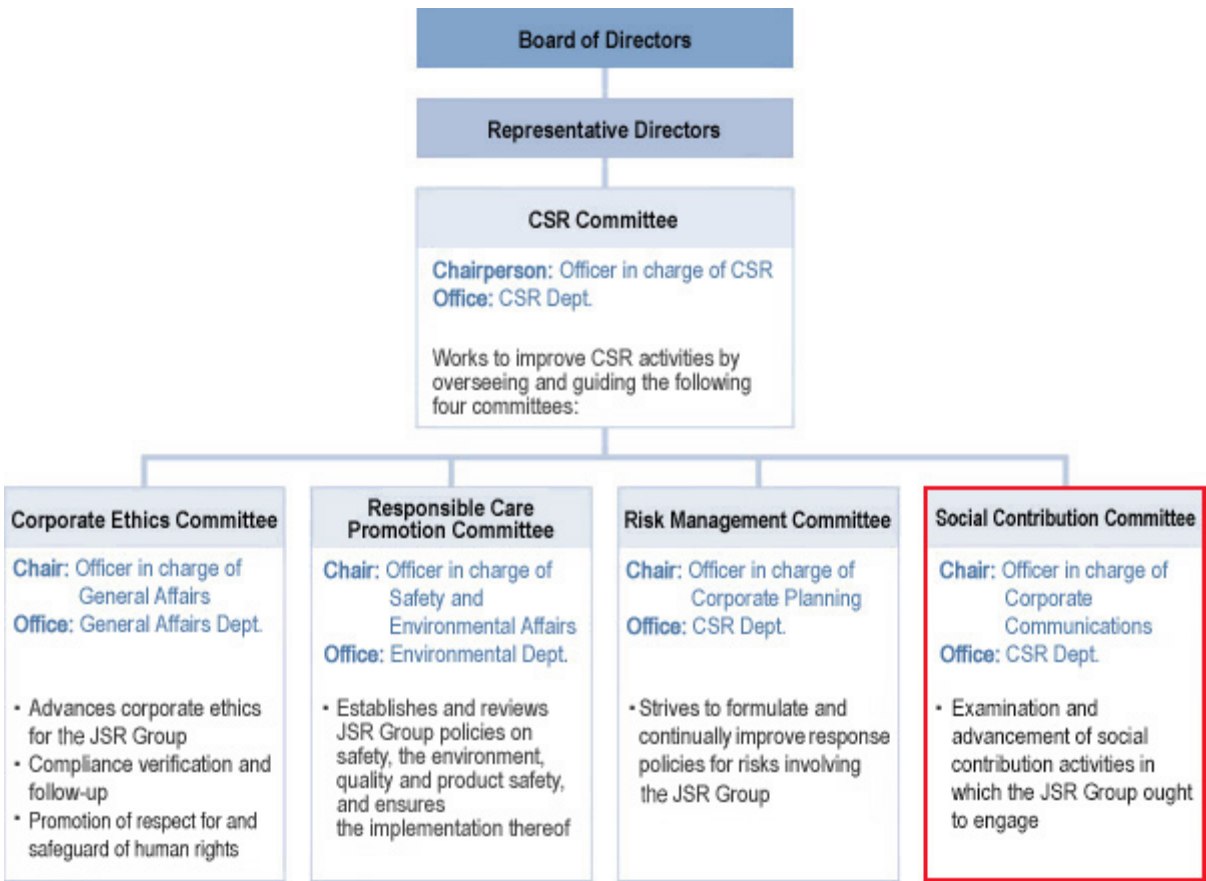 Board of Directors
Representative Directors
CSR Committee
Chairperson: Officer in charge of CSR
Office: CSR Dept.
Works to improve CSR activities by
overseeing and guiding the following
four committees:
Corporate Ethics Committee
Chair: Officer in charge of
General Affairs
Office: General Affairs Dept.
• Advances corporate ethics
for the JSR Group
• Compliance verification and
follow-up
• Promotion of respect for and
safeguard of human rights
Responsible Care
Promotion Committee
Chair: Officer in charge of
Safety and
Environmental Affairs
Office: Environmental Dept.
• Establishes and reviews
JSR Group policies on
safety, the environment,
quality and product safety,
and ensures
the implementation thereof
Risk Management Committee
Chair: Officer in charge of
Corporate Planning
Office: CSR Dept.
• Strives to formulate and
continually improve response
policies for risks involving
the JSR Group
Social Contribution Committee
Chair: Officer in charge of
Corporate
Communications
Office: CSR Dept.
• Examination and
advancement of social
contribution activities in
which the JSR Group ought
to engage